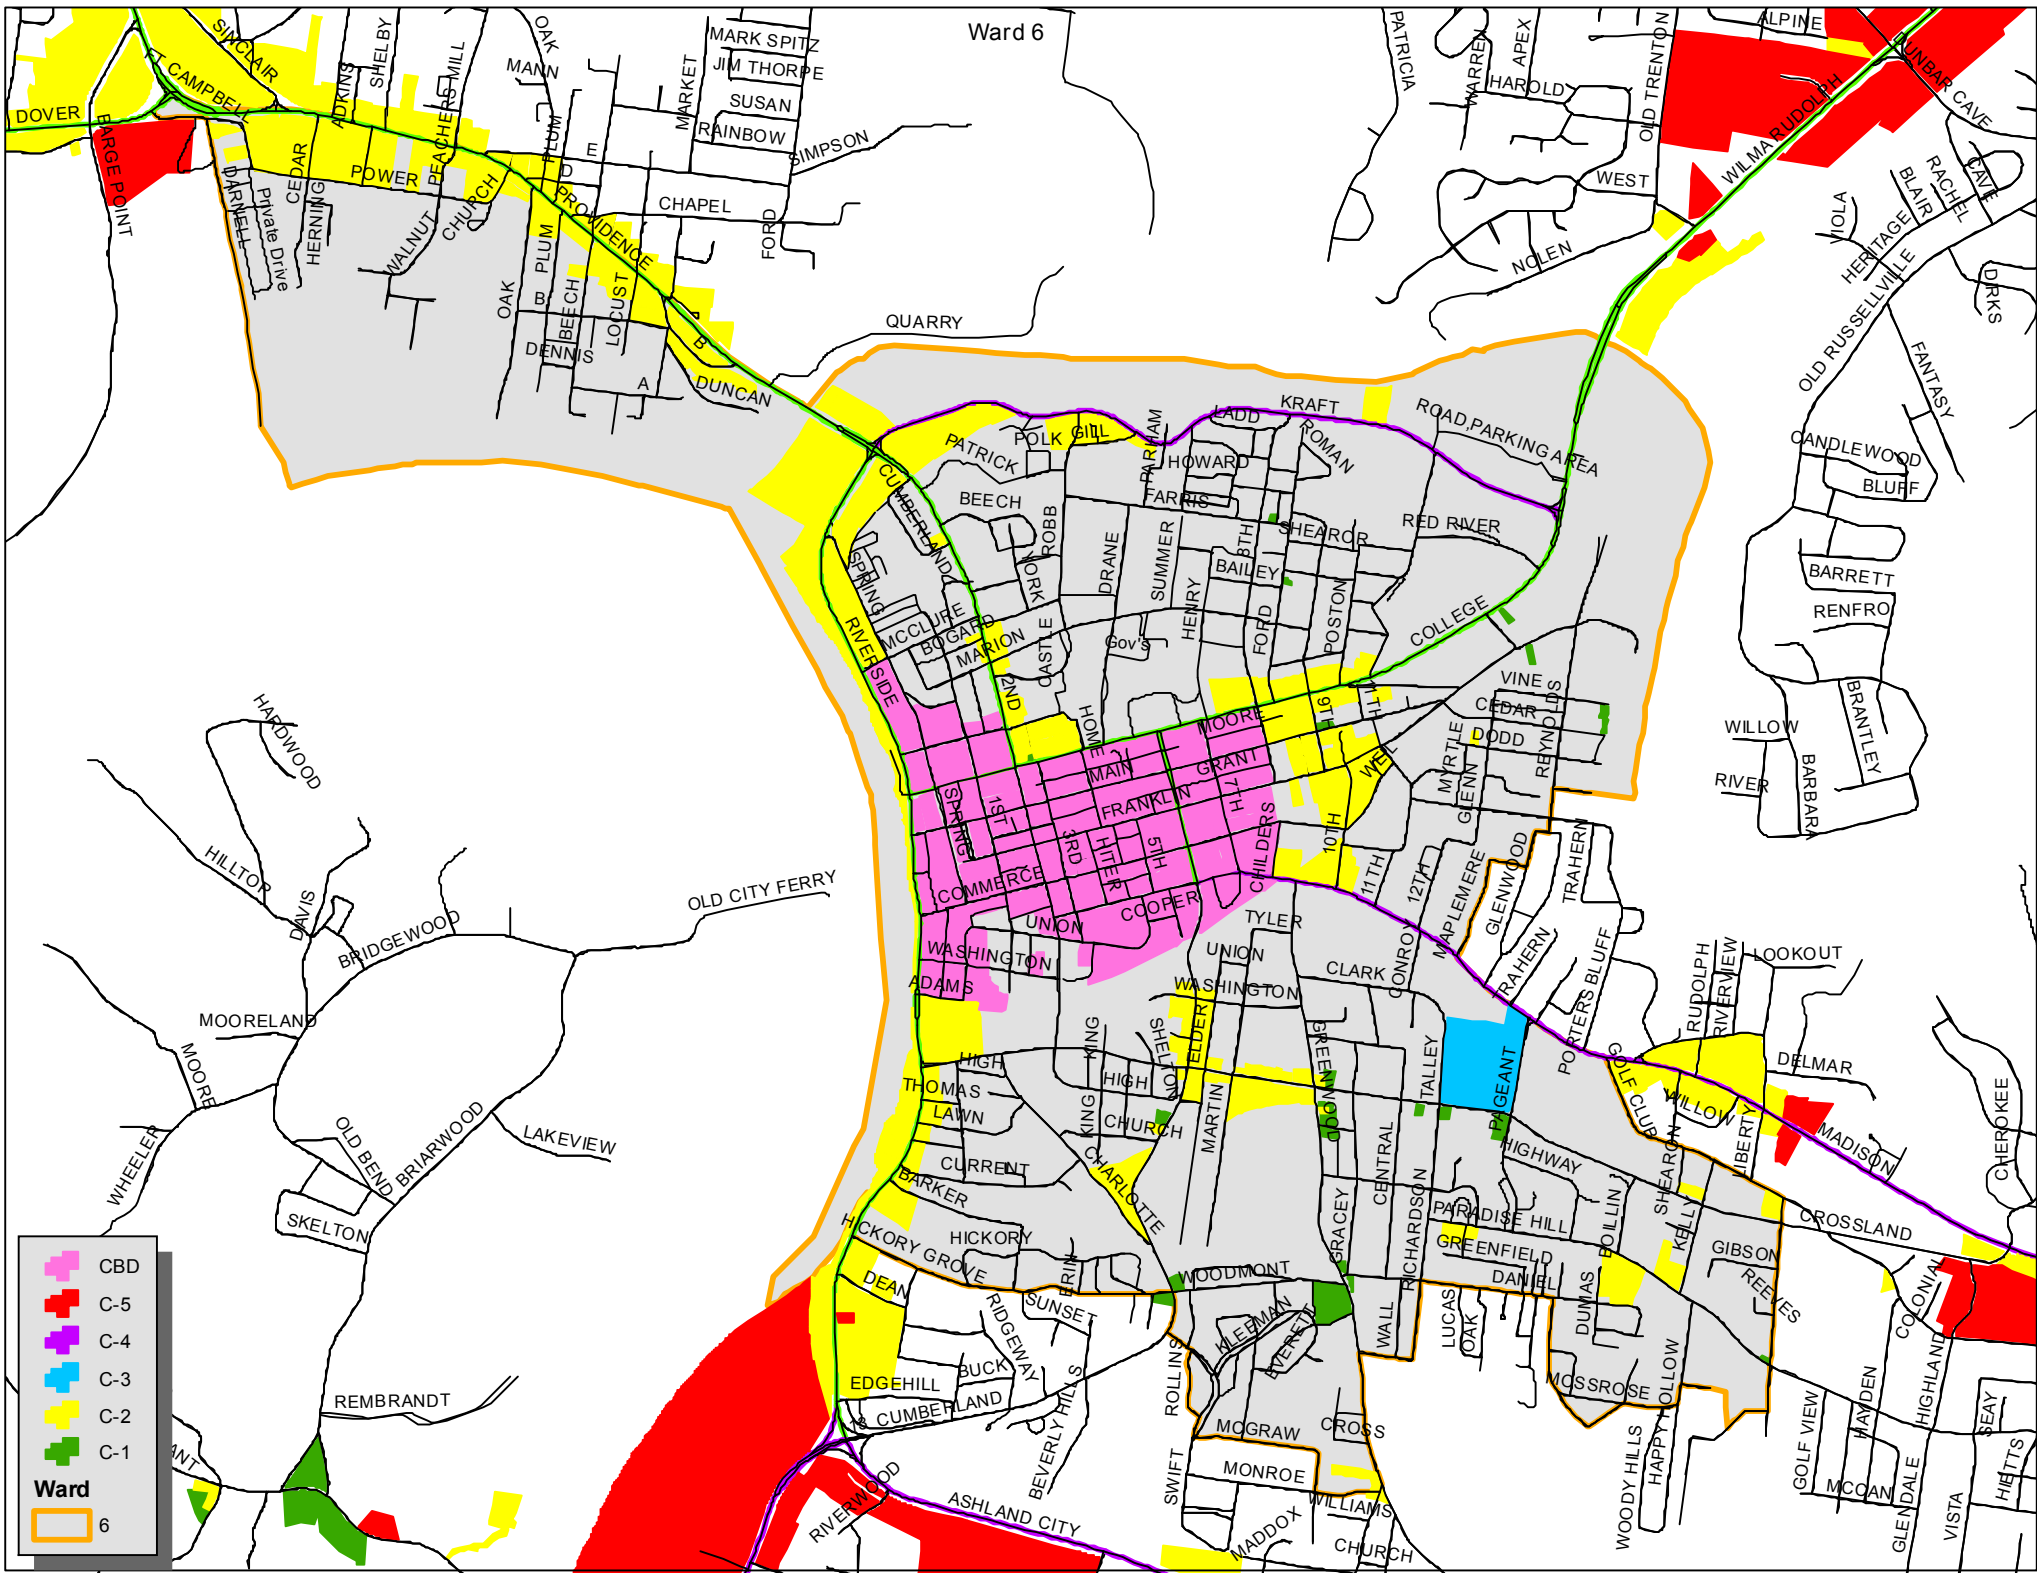 Ward 6
OAK
PATRICIA
APEX
WARREN
ALPINE
SINCLAIR
SHELBY
ADKINS
PEACHERS MILL
MANN
MARKET
MARK SPITZ
JIM THORPE
SUSAN
RAINBOW
SIMPSON
HAROLD
OLD TRENTON
DUNBAR CAVE
WILMA RUDOLPH
FT. CAMPBELL
DOVER
BARGE POINT
CEDAR
POWER
PLUM
E
D
PROVIDENCE
CHAPEL
FORD
WEST
VIOLA
BLAIR
RACHEL
CAVE
HERITAGE
DARNELL
Private Drive
HERNING
WALNUT
CHURCH
PLUM
NOLEN
DIRKS
OLD RUSSELLVILLE
OAK
B
BEECH
LOCUST
DENNIS
B
A
DUNCAN
QUARRY
FANTASY
KRAFT
LADD
ROMAN
ROAD,PARKING AREA
CANDLEWOOD
BLUFF
PATRICK
POLK
GILL
PARHAM
HOWARD
FARRIS
CUMBERLAND
BEECH
ROBB
YORK
DRANE
SUMMER
8TH
SHEAROR
RED RIVER
BAILEY
HENRY
FORD
POSTON
COLLEGE
BARRETT
RENFRO
SPRING
RIVERSIDE
MCCLURE
BOGARD
MARION
CASTLE
Gov's
2ND
HOME
MOORE
9TH
11TH
VINE
CEDAR
DODD
REYNOLDS
WILLOW
RIVER
BARBARA
BRANTLEY
HARDWOOD
HILLTOP
DAVIS
BRIDGEWOOD
OLD CITY FERRY
MAIN
GRANT
FRANKLIN
7TH
WELL
MYRTLE
GLENN
SPRING
1ST
3RD
HITER
5TH
CHILDERS
10TH
11TH
12TH
MAPLEMERE
GLENWOOD
TRAHERN
COMMERCE
COOPER
UNION
WASHINGTON
ADAMS
TYLER
UNION
WASHINGTON
CLARK
CONROY
TRAHERN
PORTERS BLUFF
RUDOLPH
RIVERVIEW
LOOKOUT
MOORELAND
MOORE
WHEELER
OLD BEND
BRIARWOOD
LAKEVIEW
SKELTON
HIGH
THOMAS
LAWN
CURRENT
BARKER
KING
KING
HIGH
CHURCH
SHELTON
ELDER
MARTIN
GREENWOOD
TALLEY
PAGEANT
GOLF CLUB
WILLOW
LIBERTY
DELMAR
MADISON
CHEROKEE
CHARLOTTE
CENTRAL
RICHARDSON
HIGHWAY
SHEARON
CROSSLAND
HICKORY GROVE
HICKORY
ERIN
DEAN
SUNSET
RIDGEWAY
WOODMONT
GRACEY
PARADISE HILL
GREENFIELD
DANIEL
BOILLIN
KELLY
GIBSON
REEVES
COLONIAL
DUMAS
LUCAS
OAK
WALL
KLEEMAN
EVERETT
ROLLINS
MOSSROSE
HAPPY HOLLOW
WOODY HILLS
BUCK
EDGEHILL
CUMBERLAND
13
BEVERLY HILLS
MCGRAW
CROSS
SWIFT
MONROE
WILLIAMS
MADDOX
CHURCH
GOLF VIEW
HAYDEN
HIGHLAND
MCCAN
GLENDALE
VISTA
SEAY
HIETTS
REMBRANDT
RIVERWOOD
ASHLAND CITY
CBD
C-5
C-4
C-3
C-2
C-1
Ward
6